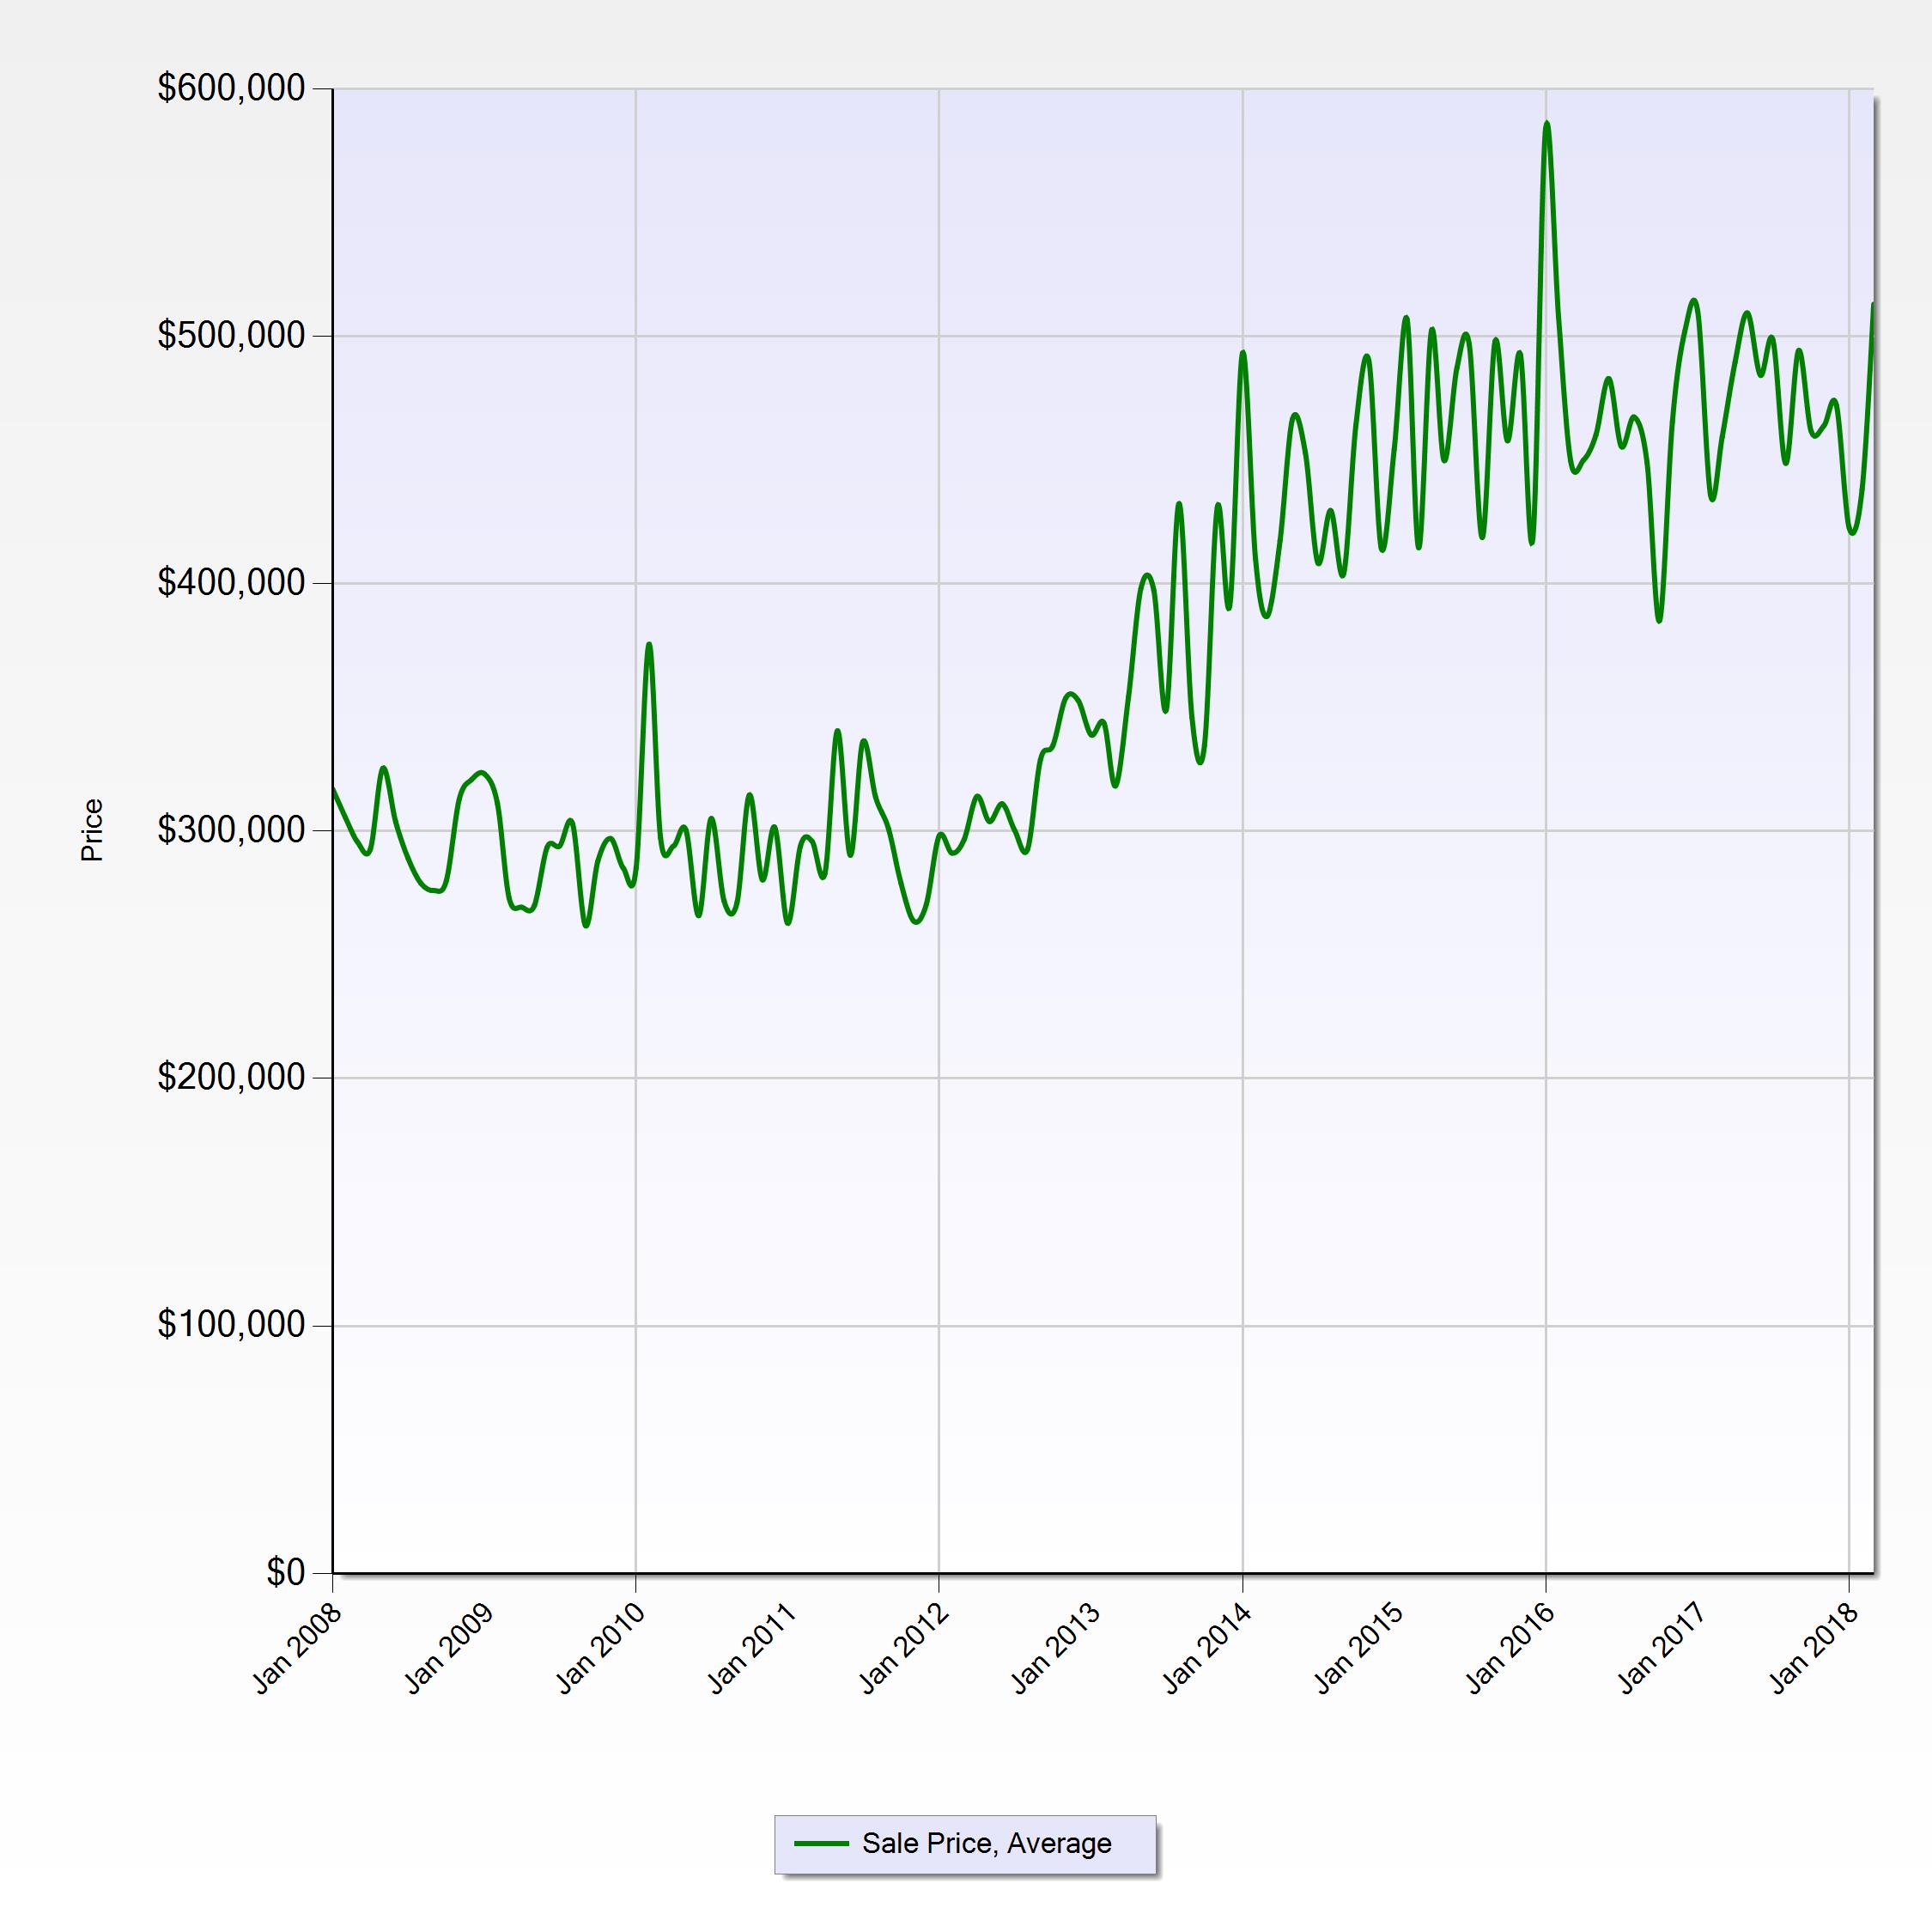 $600,000
$500,000
$400,000
$300,000
$200,000
$100,000
$0
Price
Jan 2008
Jan 2009
Jan 2010
Jan 2011
Jan 2012
Jan 2013
Jan 2014
Jan 2015
Jan 2016
Jan 2017
Jan 2018
Sale Price, Average